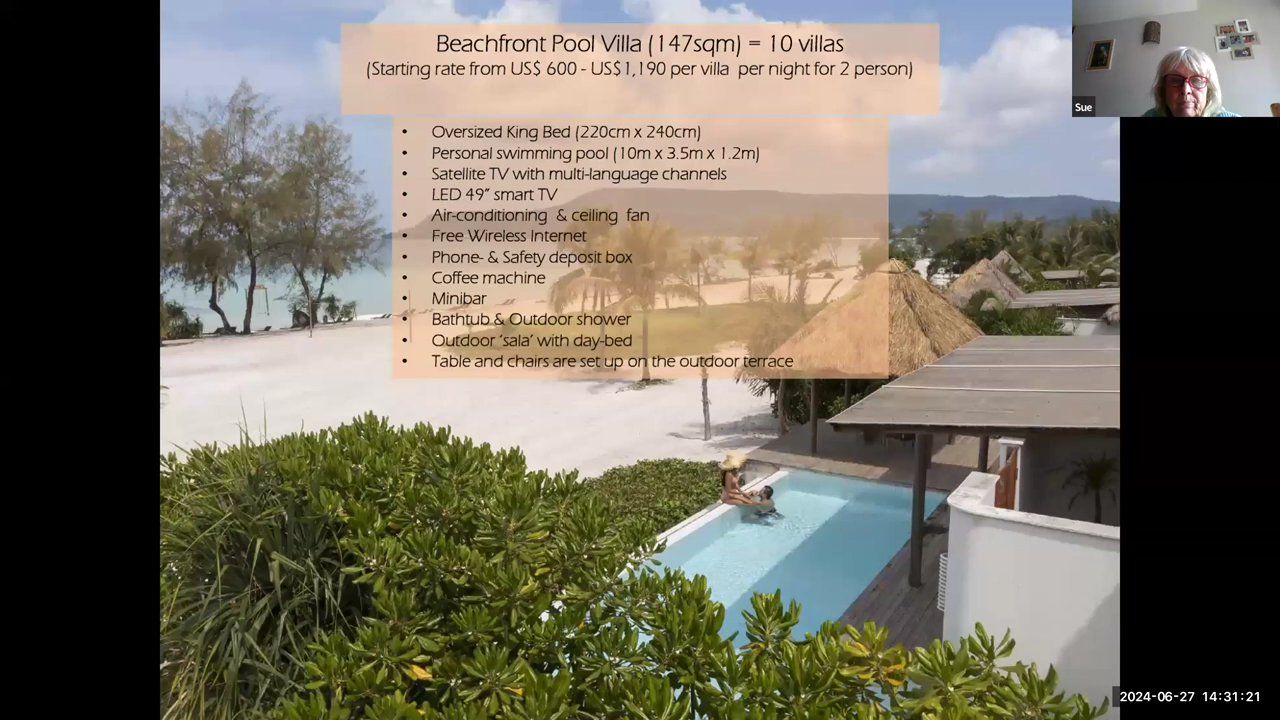 Beachfront Pool Villa (147sqm) = 10 villas
(Starting rate from US$ 600 - US$1,190 per villa  per night for 2 person)
Sue
• Oversized King Bed (220cm x 240cm)
• Personal swimming pool (10m x 3.5m x 1.2m)
• Satellite TV with multi-language channels
• LED 49” smart TV
• Air-conditioning  & ceiling  fan
• Free Wireless Internet
• Phone- & Safety deposit box
• Coffee machine
• Minibar
• Bathtub & Outdoor shower
• Outdoor ‘sala’ with day-bed
• Table and chairs are set up on the outdoor terrace
2024-06-27 14:31:21